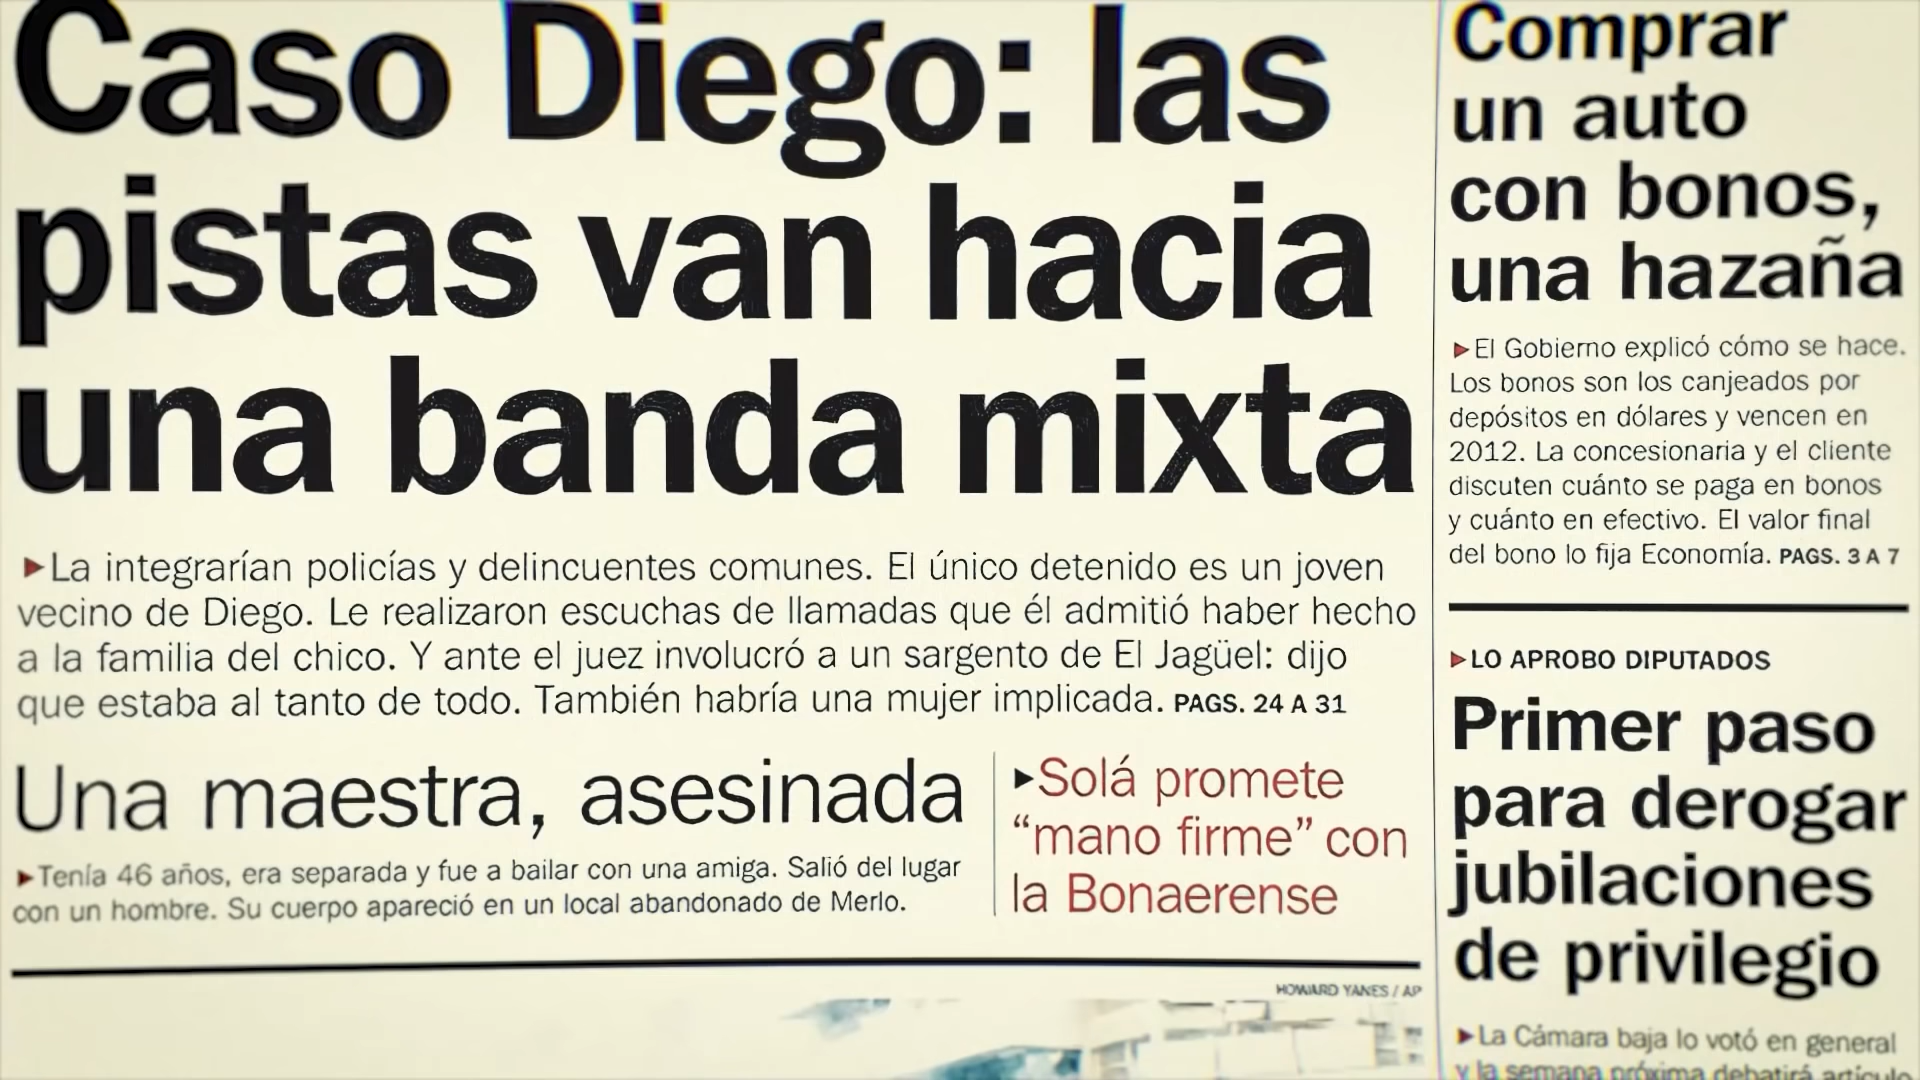 Caso Diego: las
pistas van hacia
una banda mixta
►La integrarían policías y delincuentes comunes. El único detenido es un joven
vecino de Diego. Le realizaron escuchas de llamadas que él admitió haber hecho
a la familia del chico. Y ante el juez involucró a un sargento de El Jagüel: dijo
que estaba al tanto de todo. También habría una mujer implicada. PAGS. 24 A 31
Una maestra, asesinada
►Tenía 46 años, era separada y fue a bailar con una amiga. Salió del lugar
con un hombre. Su cuerpo apareció en un local abandonado de Merlo.
►Solá promete
“mano firme” con
la Bonaerense
HOWARD YANES / AP
Comprar
un auto
con bonos,
una hazaña
►El Gobierno explicó cómo se hace.
Los bonos son los canjeados por
depósitos en dólares y vencen en
2012. La concesionaria y el cliente
discuten cuánto se paga en bonos
y cuánto en efectivo. El valor final
del bono lo fija Economía. PAGS. 3 A 7
►LO APROBO DIPUTADOS
Primer paso
para derogar
jubilaciones
de privilegio
►La Cámara baja lo votó en general
y la semana próxima debatirá artículo